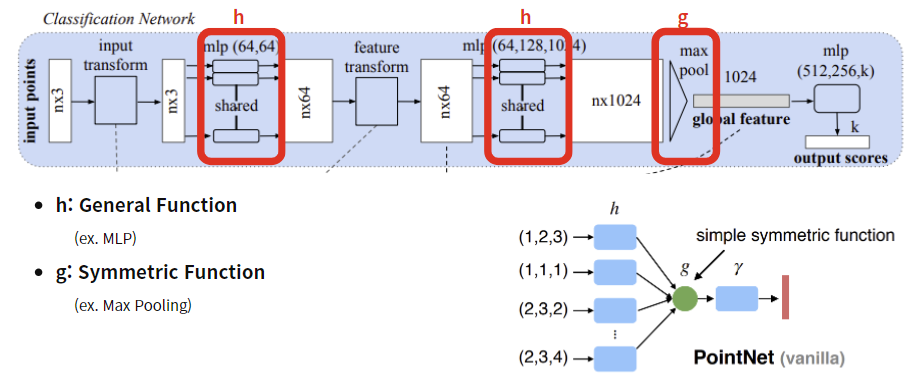 Classification Network
h
h
g
input points
nx3
input
transform
nx3
mlp (64,64)
shared
nx64
feature
transform
nx64
mlp (64,128,1024)
shared
nx1024
max
pool
1024
global feature
mlp
(512,256,k)
k
output scores
• h: General Function
(ex. MLP)
• g: Symmetric Function
(ex. Max Pooling)
h
(1,2,3)
(1,1,1)
(2,3,2)
(2,3,4)
simple symmetric function
g
γ
PointNet (vanilla)